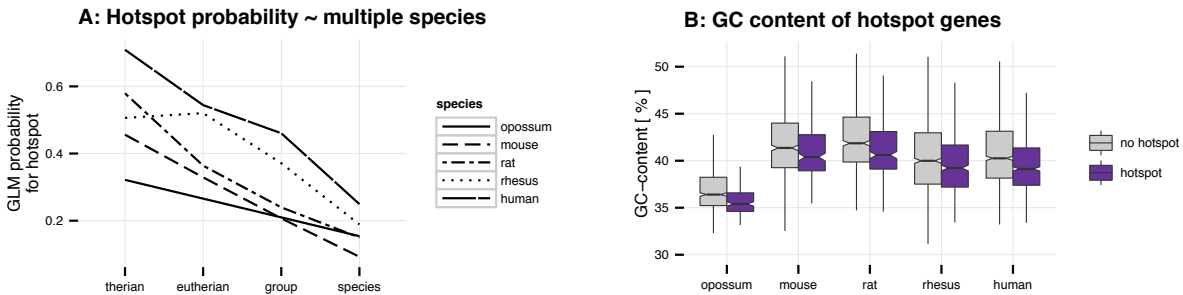 A: Hotspot probability ~ multiple species
GLM probability
for hotspot
0.6
0.4
0.2
therian eutherian group species
species
opossum
mouse
rat
rhesus
human
B: GC content of hotspot genes
GC−content [ % ]
50
45
40
35
30
opossum mouse rat rhesus human
no hotspot
hotspot